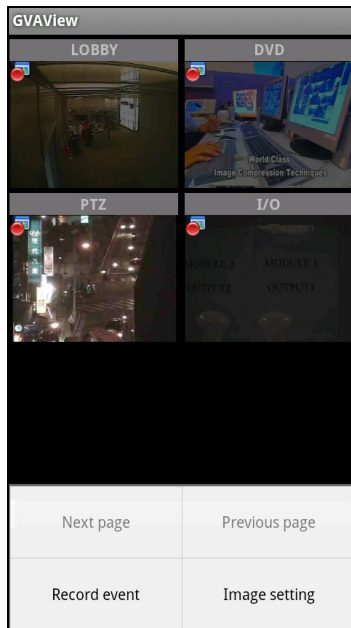 GVAView
LOBBY
DVD
World Class
Image Compression Techniques
PTZ
I/O
MODULE 3
MODULE 1
OUTPUT2
OUTPUT1
Next page
Previous page
Record event
Image setting